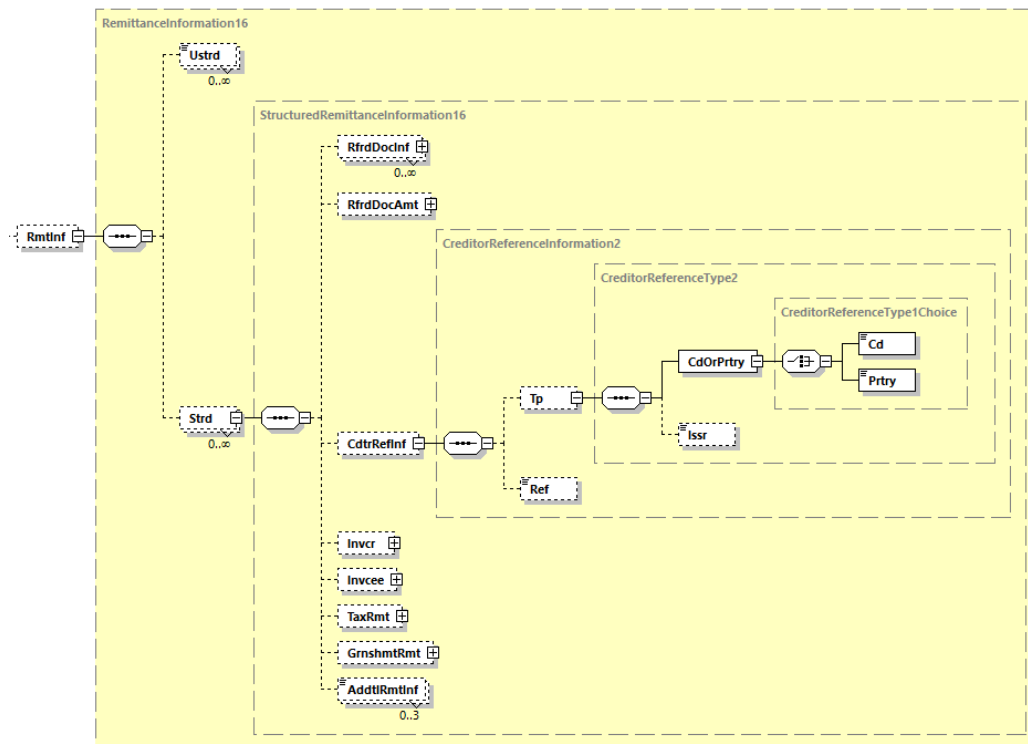 RemittanceInformation16
Ustrd
0..∞
StructuredRemittanceInformation16
RfrdDocInf
0..∞
RfrdDocAmt
RmtInf
CreditorReferenceInformation2
CreditorReferenceType2
CreditorReferenceType1Choice
Cd
CdOrPrtry
Prtry
Tp
Strd
0..∞
CdtrRefInf
Issr
Ref
Invcr
Invcee
TaxRmt
GrnshmtRmt
AddtlRmtInf
0..3